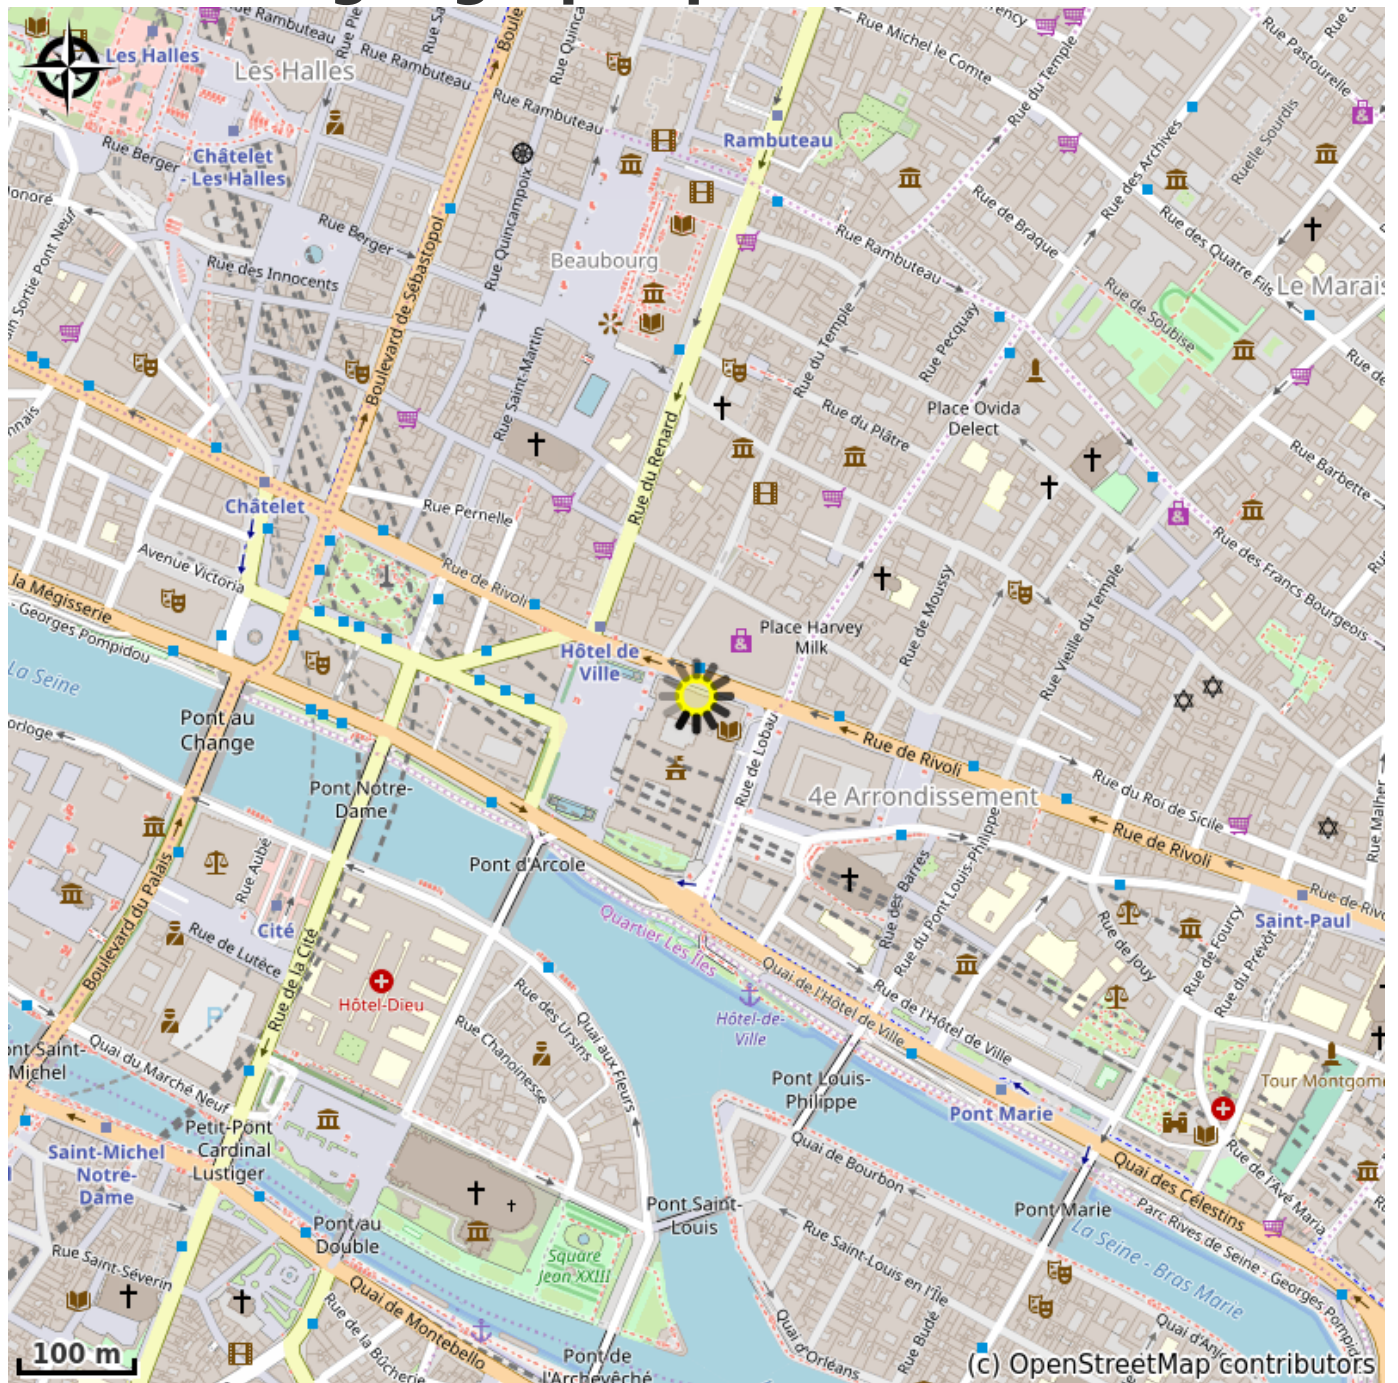 Rue Rambuteau
Rue Michel le Comte
Rue du Temple
Rue Pastourelle
Les Halles
Les Halles
Rue Rambuteau
Rue Rambuteau
Rambuteau
Rue des Archives
Ruelle Sourdis
Rue Berger
Châtelet
- Les Halles
Rue Quincampoix
Rue de Braque
Rue des Quatre Fils
Rue Berger
Boulevard de Sébastopol
Rue Rambuteau
Beaubourg
Rue des Innocents
Le Marais
Rue de Soubise
Rue Saint-Martin
Rue du Temple
Rue Pecquay
Rue du Plâtre
Place Ovida
Delect
Rue du Renard
Rue Barbette
Châtelet
Rue Pernelle
Avenue Victoria
Rue de Rivoli
Rue de Moussy
Rue Vieille du Temple
Rue des Francs Bourgeois
la Mégisserie
- Georges Pompidou
Place Harvey
Milk
Hôtel de
Ville
La Seine
Pont au
Change
Rue de Lobau
Rue de Rivoli
Pont Notre-
Dame
4e Arrondissement
Rue du Roi de Sicile
Rue Malher
Rue de Rivoli
Pont d'Arcole
Rue Aubé
Boulevard du Palais
Rue des Barres
Rue du Pont Louis-Philippe
Saint-Paul
Cité
Rue de Lutèce
Rue de la Cité
Quartier Les Îles
Quai de l'Hôtel de Ville
Rue de Jouy
Rue de Fourcy
Rue du Prévôt
Hôtel-Dieu
Rue des Ursins
Quai aux Fleurs
Hôtel-de-
Ville
Rue de l'Hôtel de Ville
Rue Chanoinesse
Quai du Marché Neuf
Pont Louis-
Philippe
Pont Marie
Petit-Pont
Cardinal
Lustiger
Saint-Michel
Notre-
Dame
Quai de Bourbon
Quai des Célestins
Rue de l'Avé Maria
Pont Saint-
Louis
Pont Marie
Parc Rives de Seine - Georges Pompid
Pont au
Double
Square
Jean XXIII
Rue Saint-Louis en l'Île
La Seine - Bras Marie
Rue Saint-Séverin
Quai de Montebello
Rue de la Bûcherie
Quai d'Orléans
Rue Budé
Quai d'Anjou
Pont de
l'Archevêché
100 m
(c) OpenStreetMap contributors